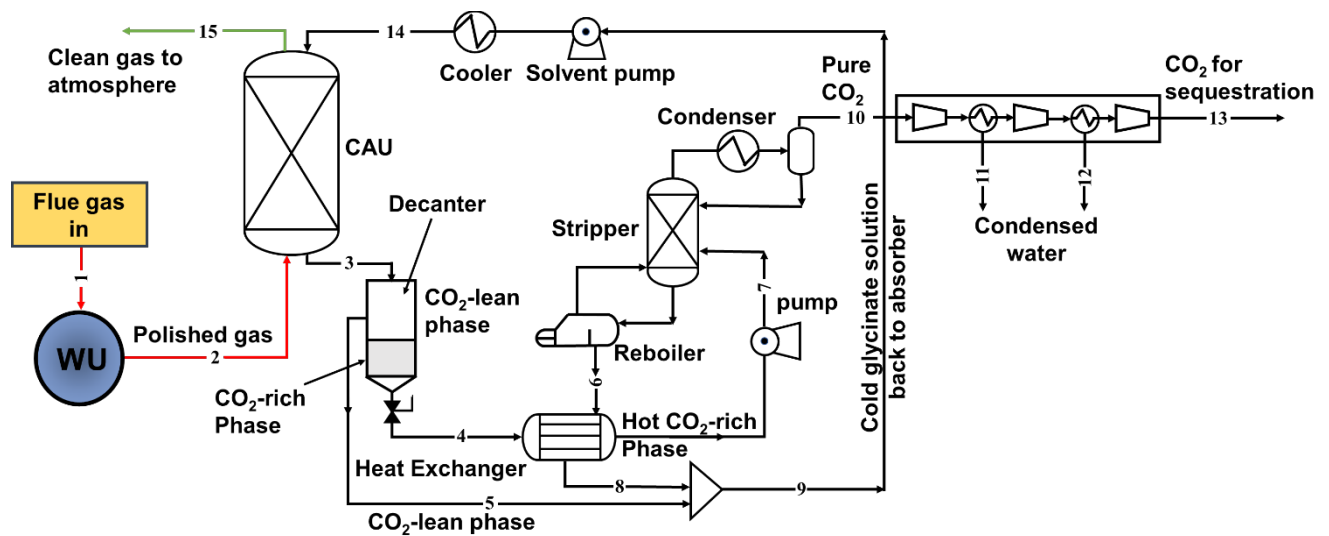 15
Clean gas to
atmosphere
14
Cooler
Solvent pump
Pure
CO₂
10
CO₂ for
sequestration
13
11
12
Condensed
water
Condenser
CAU
Flue gas
in
1
WU
Polished gas
2
3
Decanter
CO₂-lean
phase
CO₂-rich
Phase
Stripper
Reboiler
6
7
pump
4
Heat Exchanger
Hot CO₂-rich
Phase
8
5
CO₂-lean phase
9
Cold glycinate solution
back to absorber